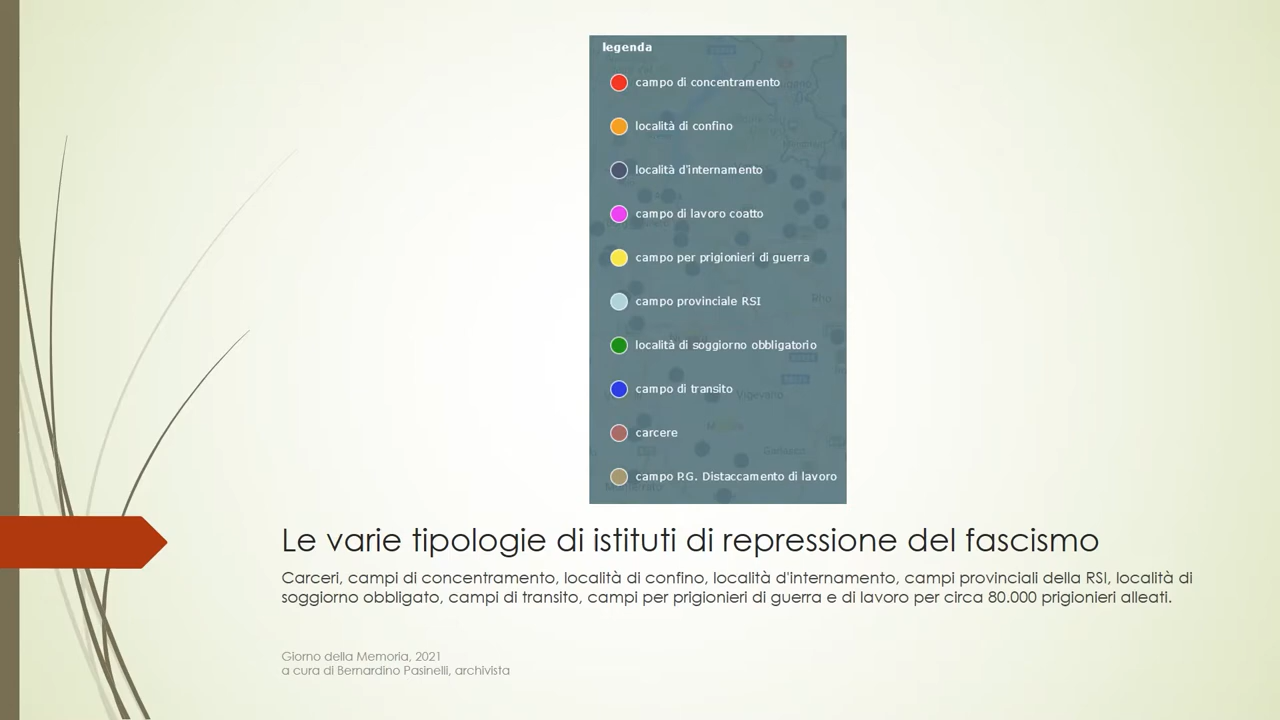 legenda
campo di concentramento
località di confino
località d'internamento
campo di lavoro coatto
campo per prigionieri di guerra
campo provinciale RSI
località di soggiorno obbligatorio
campo di transito
carcere
campo P.G. Distaccamento di lavoro
Le varie tipologie di istituti di repressione del fascismo
Carceri, campi di concentramento, località di confino, località d'internamento, campi provinciali della RSI, località di
soggiorno obbligato, campi di transito, campi per prigionieri di guerra e di lavoro per circa 80.000 prigionieri alleati.
Giorno della Memoria, 2021
a cura di Bernardino Pasinelli, archivista